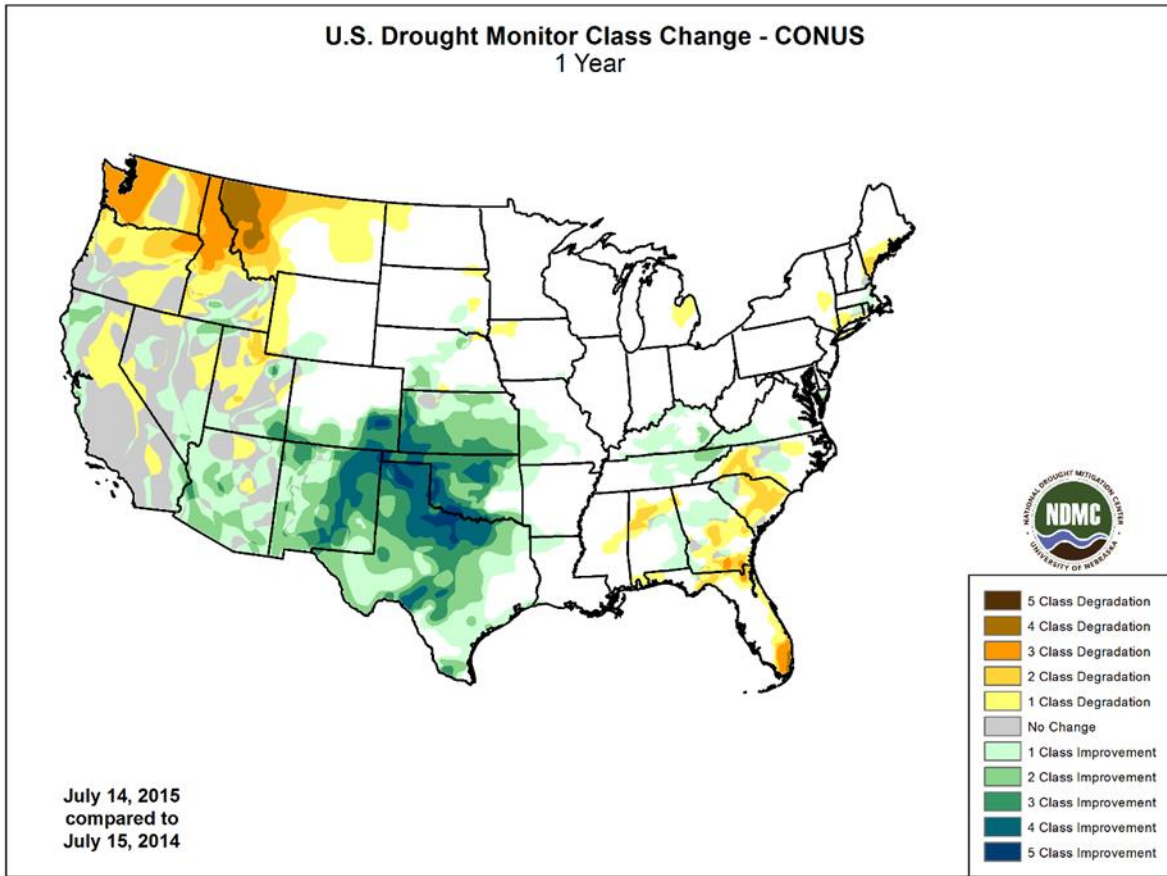 U.S. Drought Monitor Class Change - CONUS
1 Year
NATIONAL DROUGHT MITIGATION CENTER
NDMC
UNIVERSITY OF NEBRASKA
5 Class Degradation
4 Class Degradation
3 Class Degradation
2 Class Degradation
1 Class Degradation
No Change
1 Class Improvement
2 Class Improvement
3 Class Improvement
4 Class Improvement
5 Class Improvement
July 14, 2015
compared to
July 15, 2014